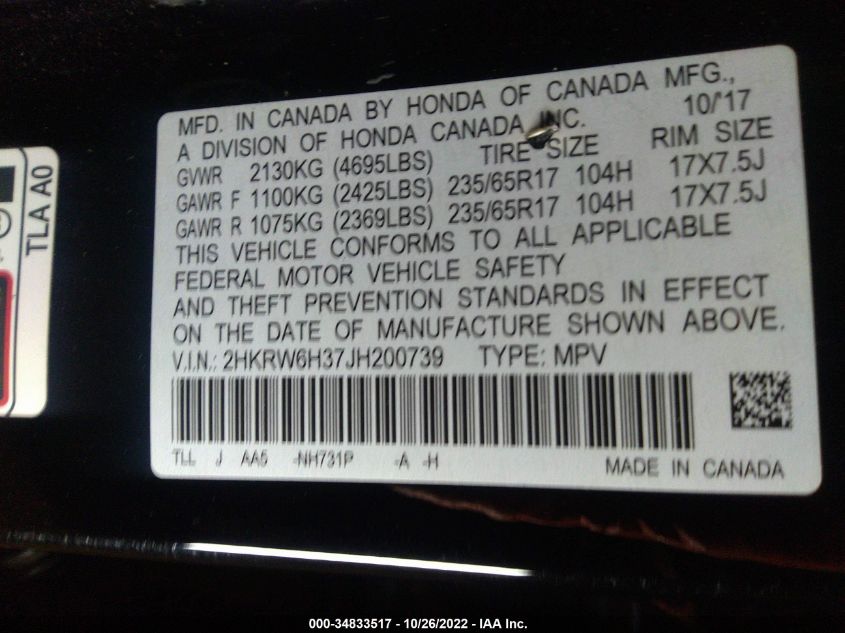 MFD. IN CANADA BY HONDA OF CANADA MFG.,
A DIVISION OF HONDA CANADA INC. 10/'17
GVWR 2130KG (4695LBS) TIRE SIZE RIM SIZE
GAWR F 1100KG (2425LBS) 235/65R17 104H 17X7.5J
GAWR R 1075KG (2369LBS) 235/65R17 104H 17X7.5J
THIS VEHICLE CONFORMS TO ALL APPLICABLE
FEDERAL MOTOR VEHICLE SAFETY
AND THEFT PREVENTION STANDARDS IN EFFECT
ON THE DATE OF MANUFACTURE SHOWN ABOVE.
V.I.N.: 2HKRW6H37JH200739 TYPE: MPV
TLL J AA5 -NH731P -A -H
MADE IN CANADA
TLA A0
000-34833517 - 10/26/2022 - IAA Inc.